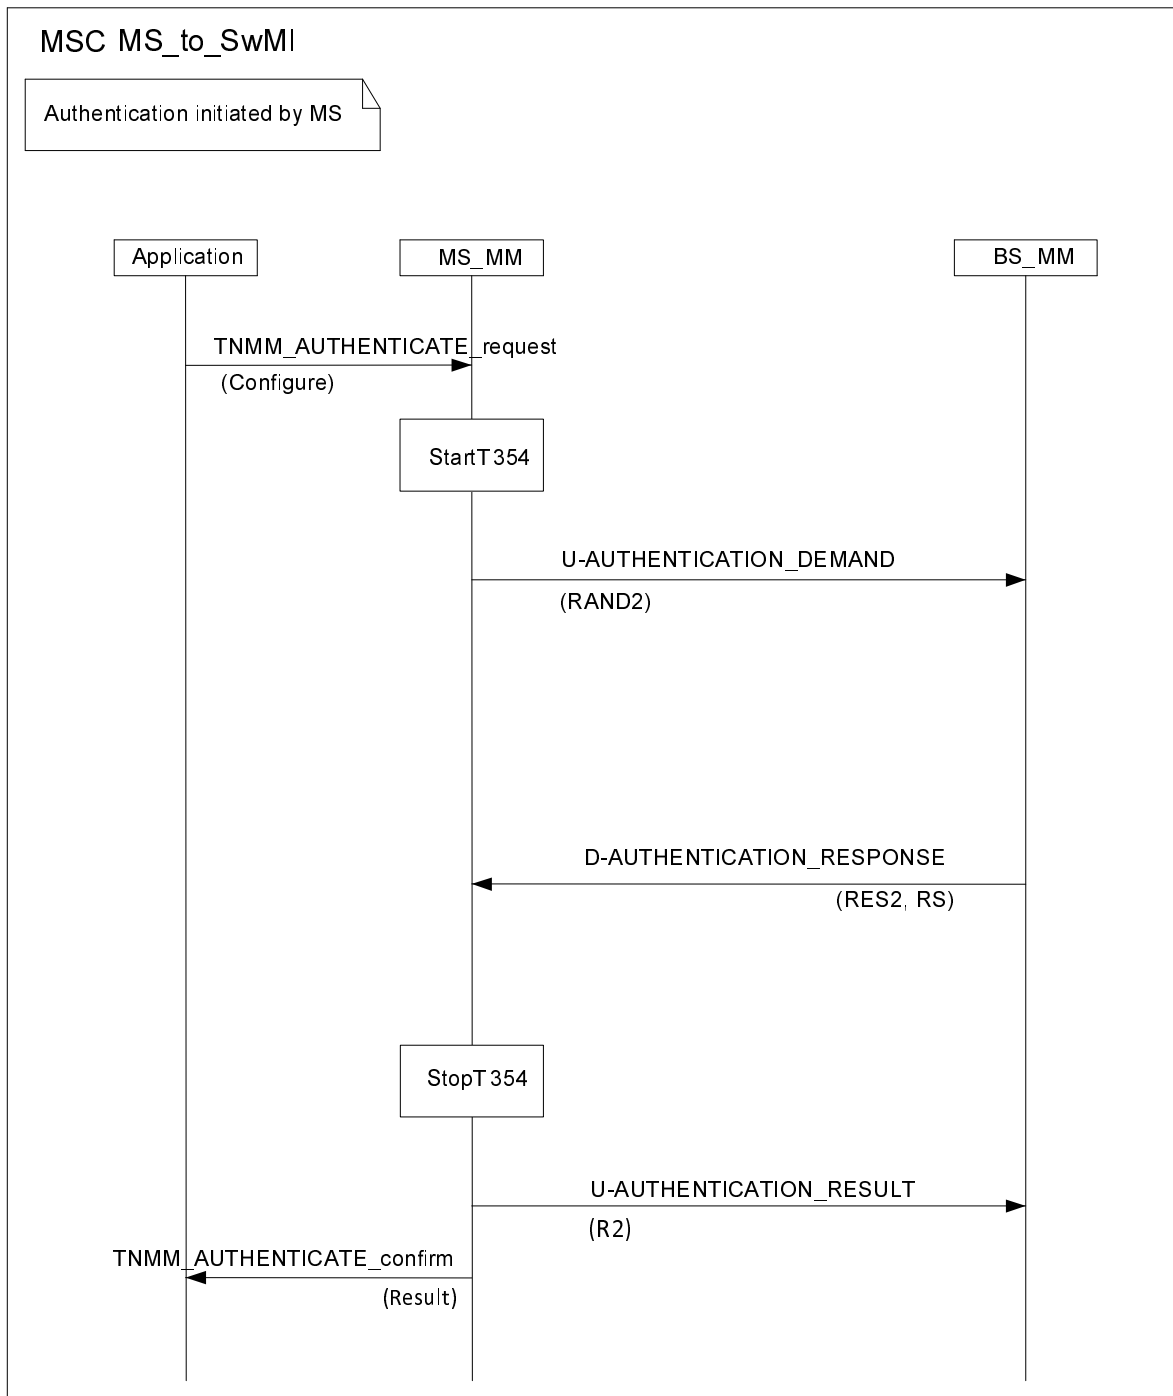 MSC MS_to_SwMI
Authentication initiated by MS
Application
MS_MM
BS_MM
TNMM_AUTHENTICATE_request
(Configure)
StartT354
U-AUTHENTICATION_DEMAND
(RAND2)
D-AUTHENTICATION_RESPONSE
(RES2, RS)
StopT354
U-AUTHENTICATION_RESULT
(R2)
TNMM_AUTHENTICATE_confirm
(Result)